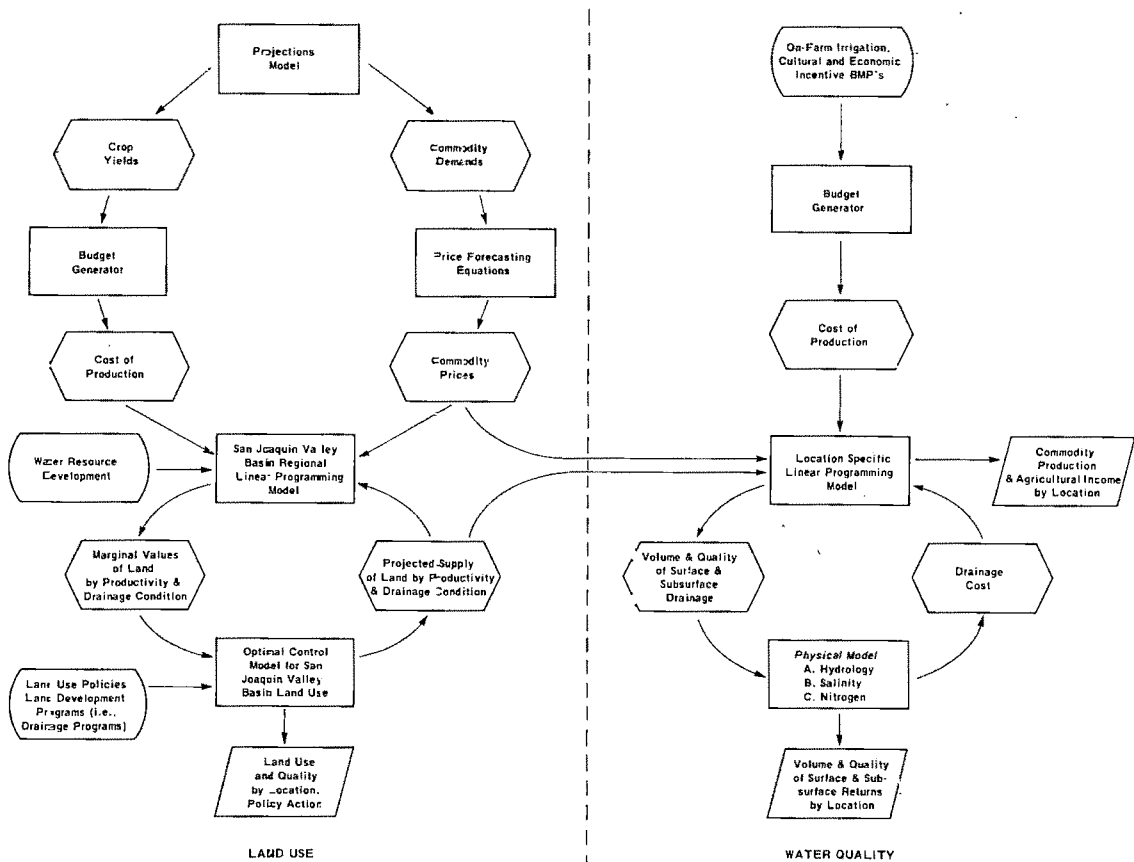 Projections
Model
Crop
Yields
Commodity
Demands
Budget
Generator
Price Forecasting
Equations
Cost of
Production
Commodity
Prices
Water Resource
Development
San Joaquin Valley
Basin Regional
Linear Programming
Model
Marginal Values
of Land
by Productivity &
Drainage Condition
Projected Supply
of Land by Productivity
& Drainage Condition
Land Use Policies
Land Development
Programs (i.e.,
Drainage Programs)
Optimal Control
Model for San
Joaquin Valley
Basin Land Use
Land Use
and Quality
by Location,
Policy Action
LAND USE
On-Farm Irrigation,
Cultural and Economic
Incentive BMP's
Budget
Generator
Cost of
Production
Location Specific
Linear Programming
Model
Commodity
Production
& Agricultural Income
by Location
Volume & Quality
of Surface &
Subsurface
Drainage
Drainage
Cost
Physical Model
A. Hydrology
B. Salinity
C. Nitrogen
Volume & Quality
of Surface & Sub-
surface Returns
by Location
WATER QUALITY